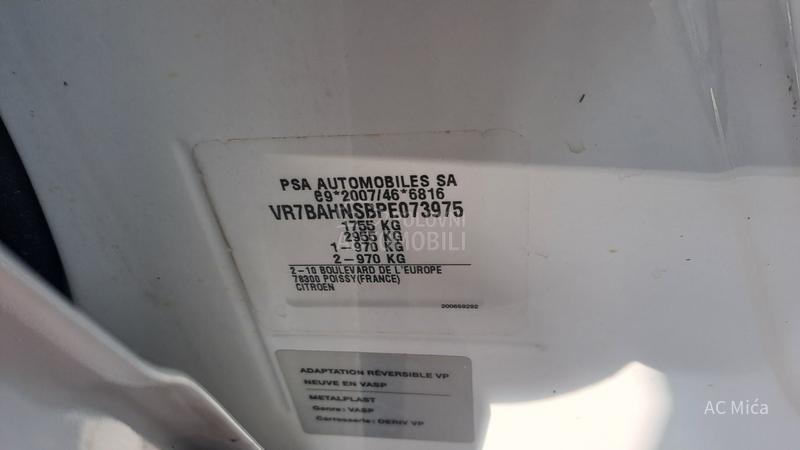 PSA AUTOMOBILES SA
e9*2007/46*6816
VR7BAHNSBPE073975
1755 KG
2955 KG
1-970 KG
2-970 KG
2-10 BOULEVARD DE L'EUROPE
78300 POISSY(FRANCE)
CITROEN
200659292
ADAPTATION RÉVERSIBLE VP
NEUVE EN VASP
METALPLAST
Genre: VASP
Carrosserie: DERIV VP
AC Mića